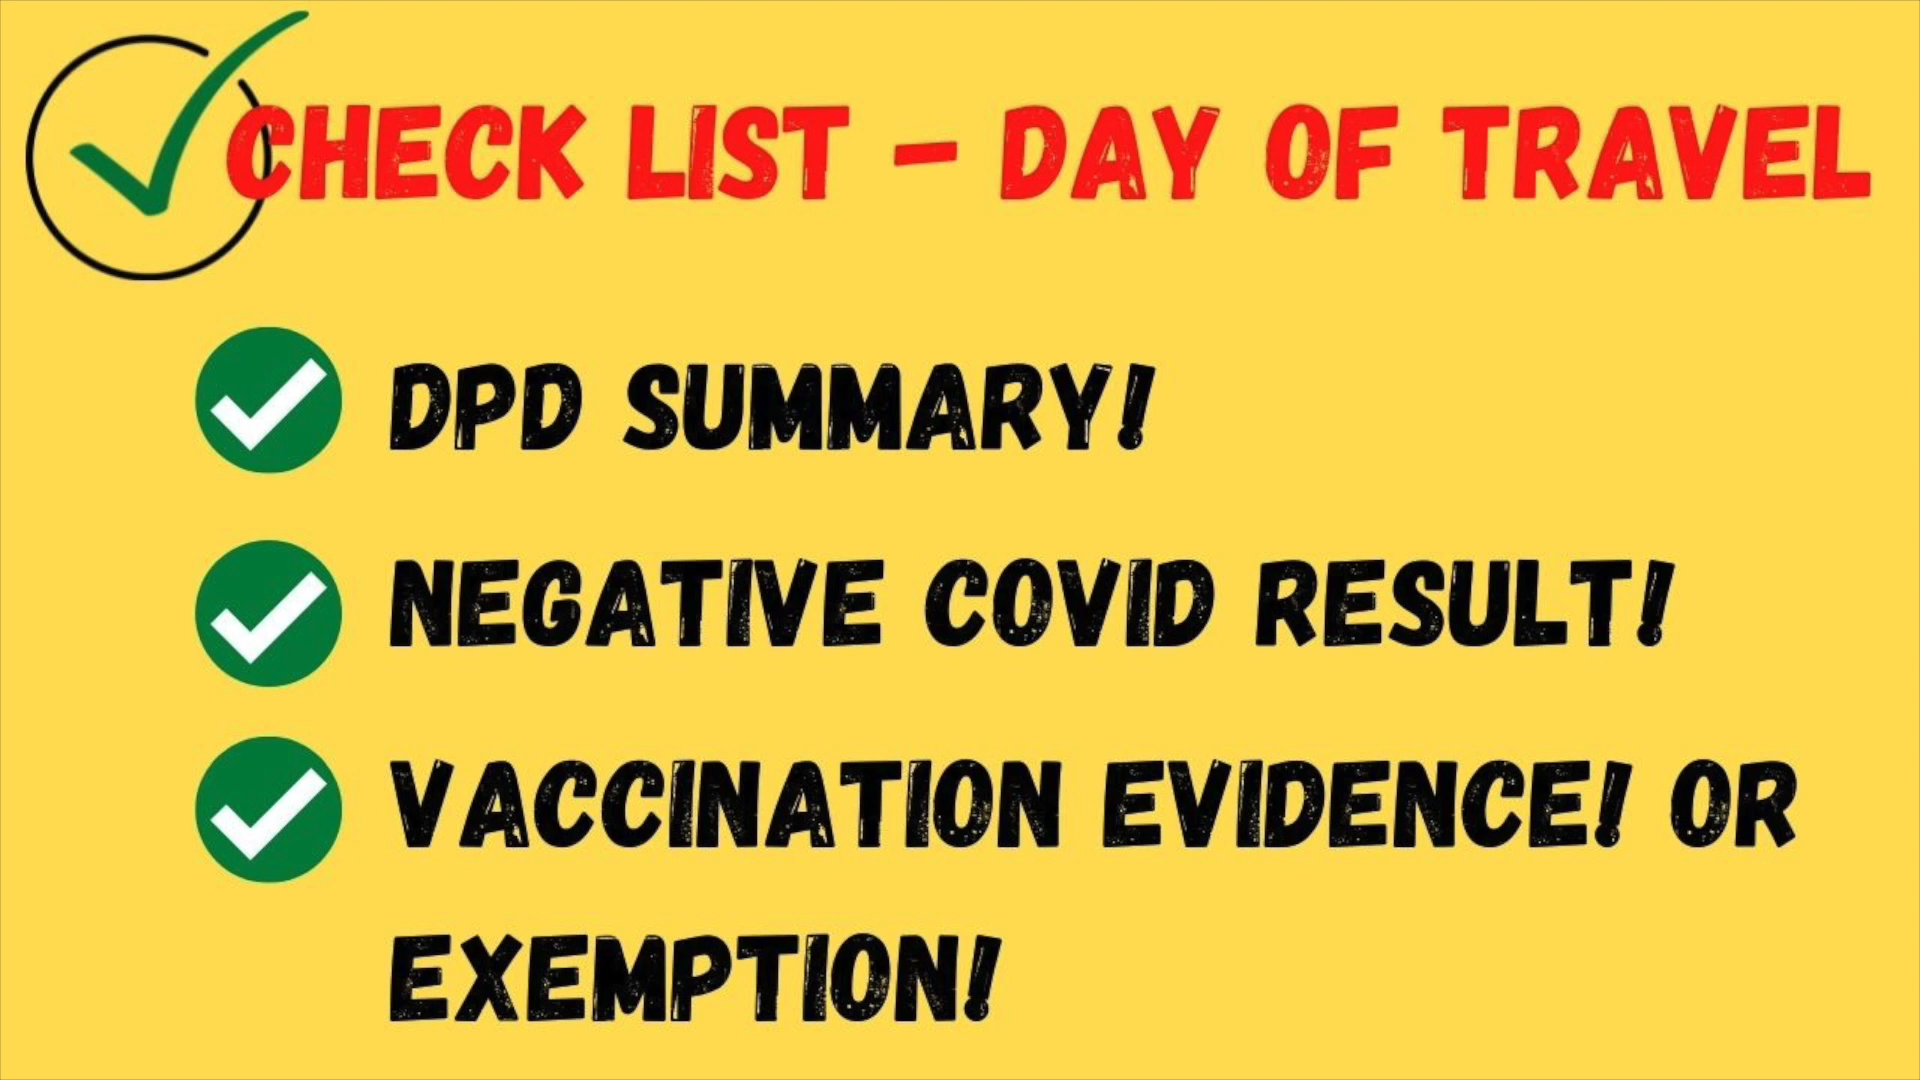 CHECK LIST - DAY OF TRAVEL
DPD SUMMARY!
NEGATIVE COVID RESULT!
VACCINATION EVIDENCE! OR
EXEMPTION!